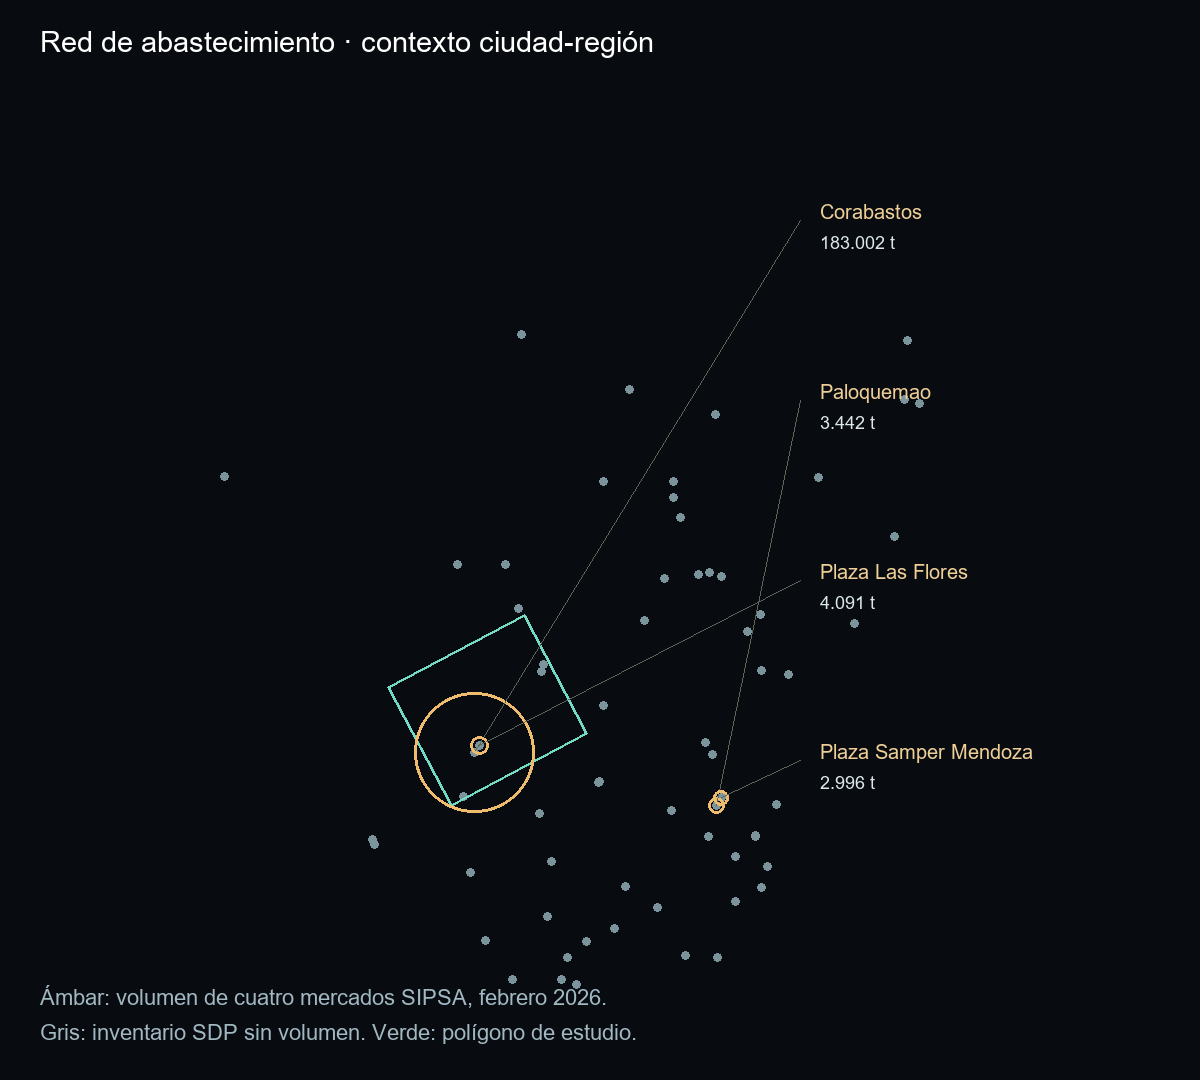 Red de abastecimiento · contexto ciudad-región
Corabastos
183.002 t
Paloquemao
3.442 t
Plaza Las Flores
4.091 t
Plaza Samper Mendoza
2.996 t
Ámbar: volumen de cuatro mercados SIPSA, febrero 2026.
Gris: inventario SDP sin volumen. Verde: polígono de estudio.